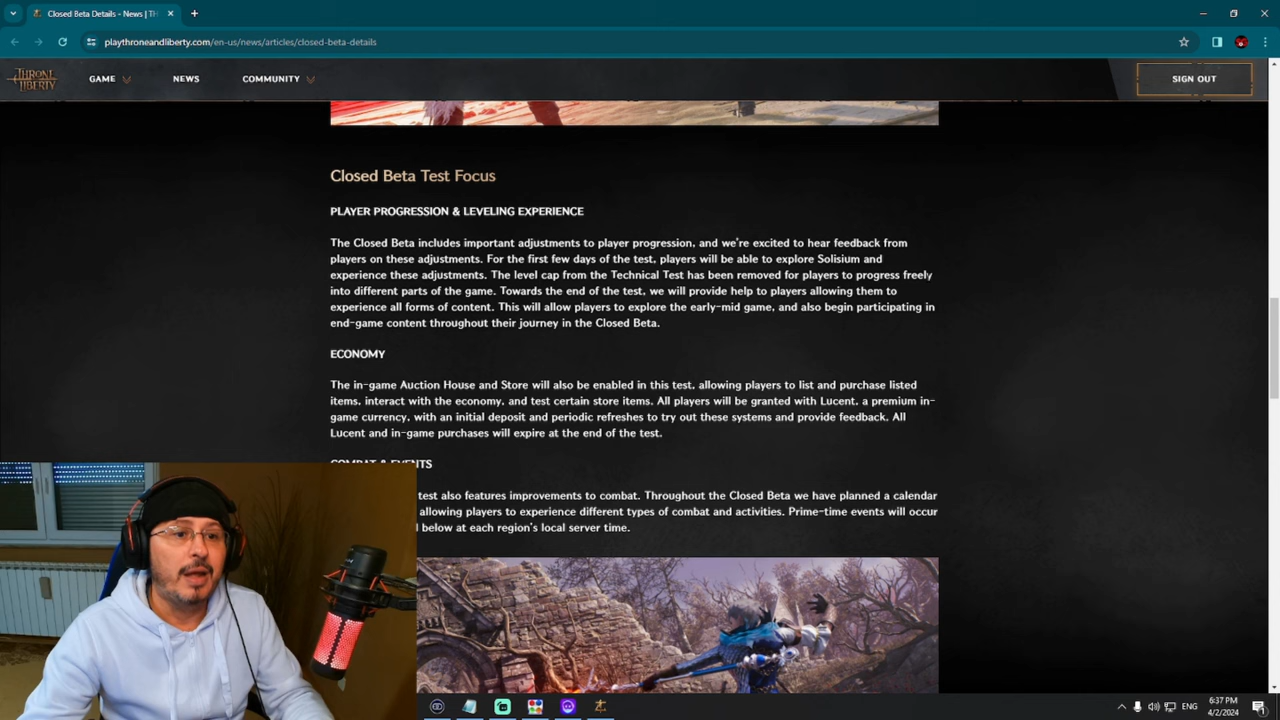 Closed Beta Details - News | TH
playthroneandliberty.com/en-us/news/articles/closed-beta-details
THRONE
LIBERTY
GAME
NEWS
COMMUNITY
SIGN OUT
Closed Beta Test Focus
PLAYER PROGRESSION & LEVELING EXPERIENCE
The Closed Beta includes important adjustments to player progression, and we're excited to hear feedback from
players on these adjustments. For the first few days of the test, players will be able to explore Solisium and
experience these adjustments. The level cap from the Technical Test has been removed for players to progress freely
into different parts of the game. Towards the end of the test, we will provide help to players allowing them to
experience all forms of content. This will allow players to explore the early-mid game, and also begin participating in
end-game content throughout their journey in the Closed Beta.
ECONOMY
The in-game Auction House and Store will also be enabled in this test, allowing players to list and purchase listed
items, interact with the economy, and test certain store items. All players will be granted with Lucent, a premium in-
game currency, with an initial deposit and periodic refreshes to try out these systems and provide feedback. All
Lucent and in-game purchases will expire at the end of the test.
COMBAT & EVENTS
test also features improvements to combat. Throughout the Closed Beta we have planned a calendar
allowing players to experience different types of combat and activities. Prime-time events will occur
below at each region's local server time.
ENG
6:37 PM
4/2/2024